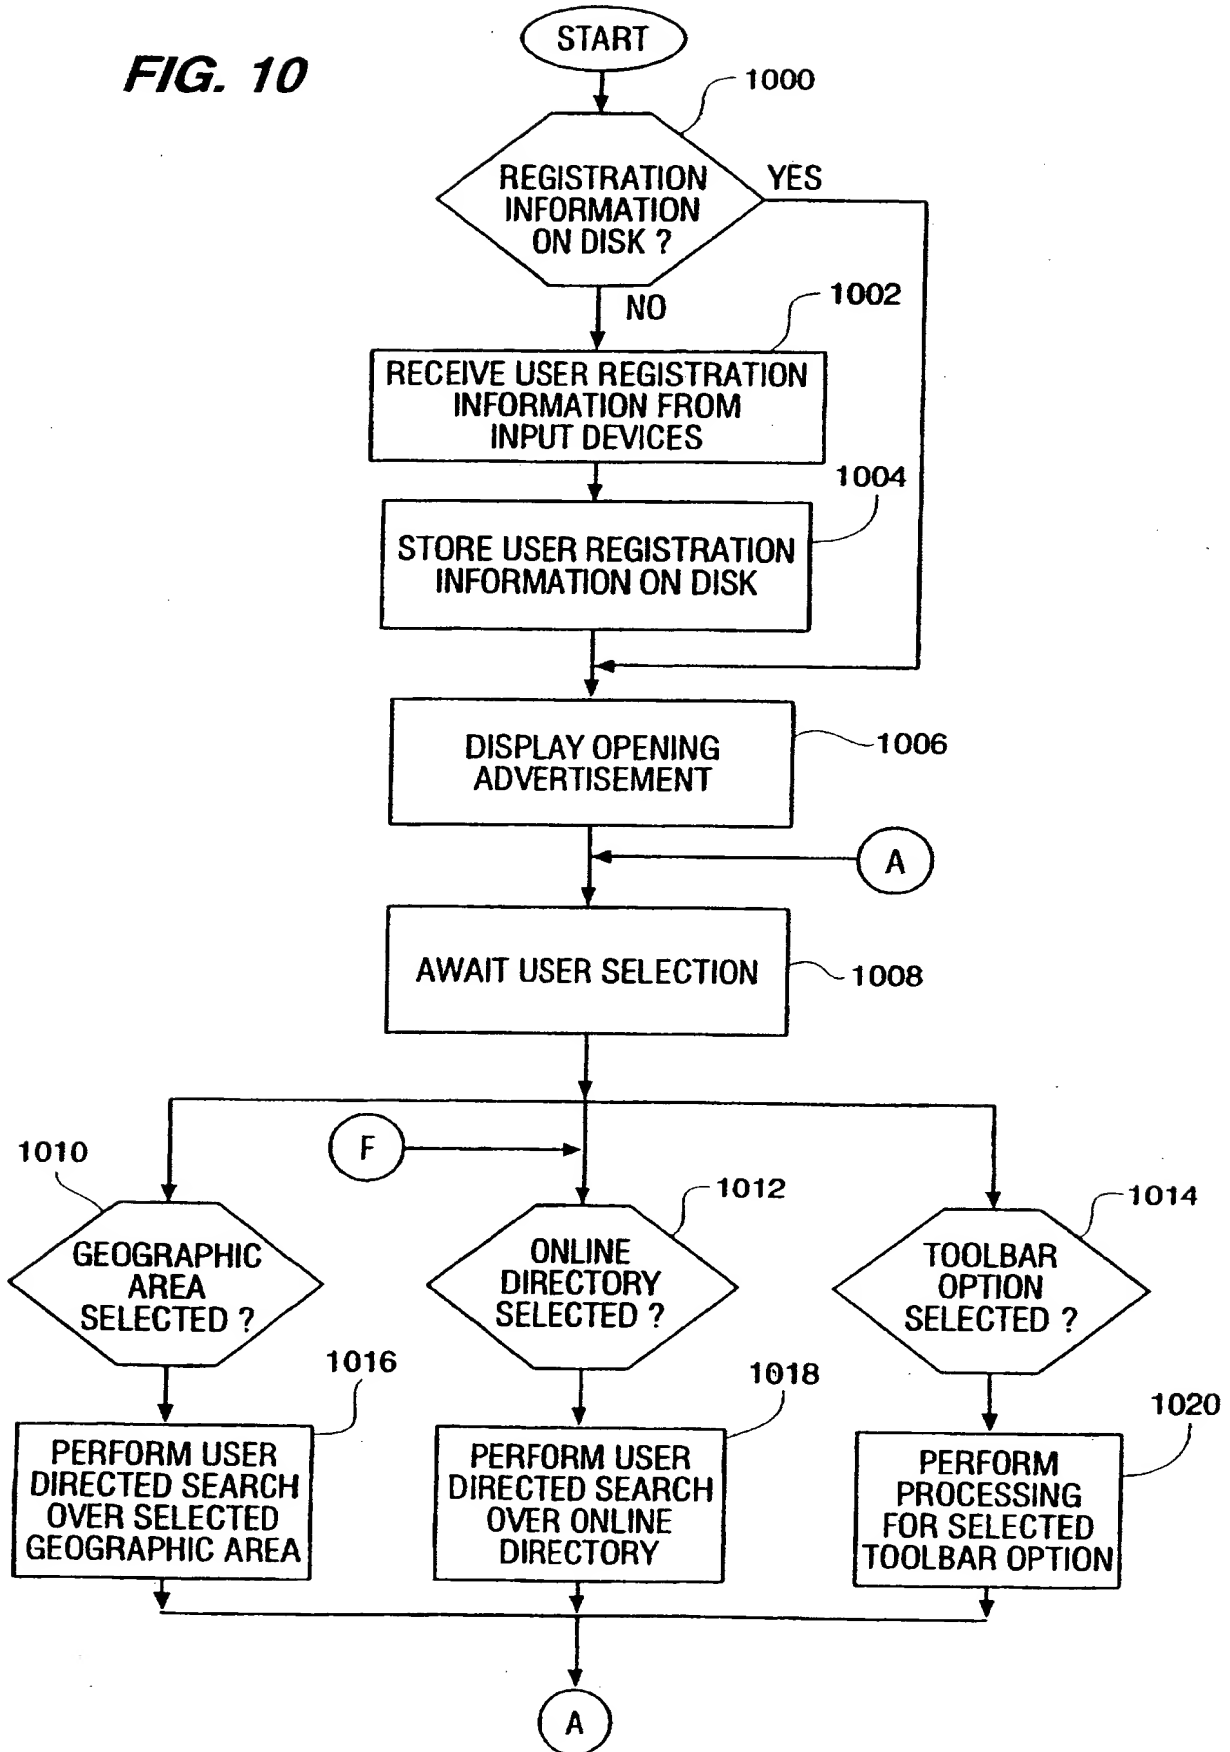 FIG. 10
START
1000
REGISTRATION
INFORMATION
ON DISK ?
YES
NO
1002
RECEIVE USER REGISTRATION
INFORMATION FROM
INPUT DEVICES
1004
STORE USER REGISTRATION
INFORMATION ON DISK
DISPLAY OPENING
ADVERTISEMENT
1006
A
AWAIT USER SELECTION
1008
F
1010
GEOGRAPHIC
AREA
SELECTED ?
1012
ONLINE
DIRECTORY
SELECTED ?
1014
TOOLBAR
OPTION
SELECTED ?
1016
PERFORM USER
DIRECTED SEARCH
OVER SELECTED
GEOGRAPHIC AREA
1018
PERFORM USER
DIRECTED SEARCH
OVER ONLINE
DIRECTORY
1020
PERFORM
PROCESSING
FOR SELECTED
TOOLBAR OPTION
A